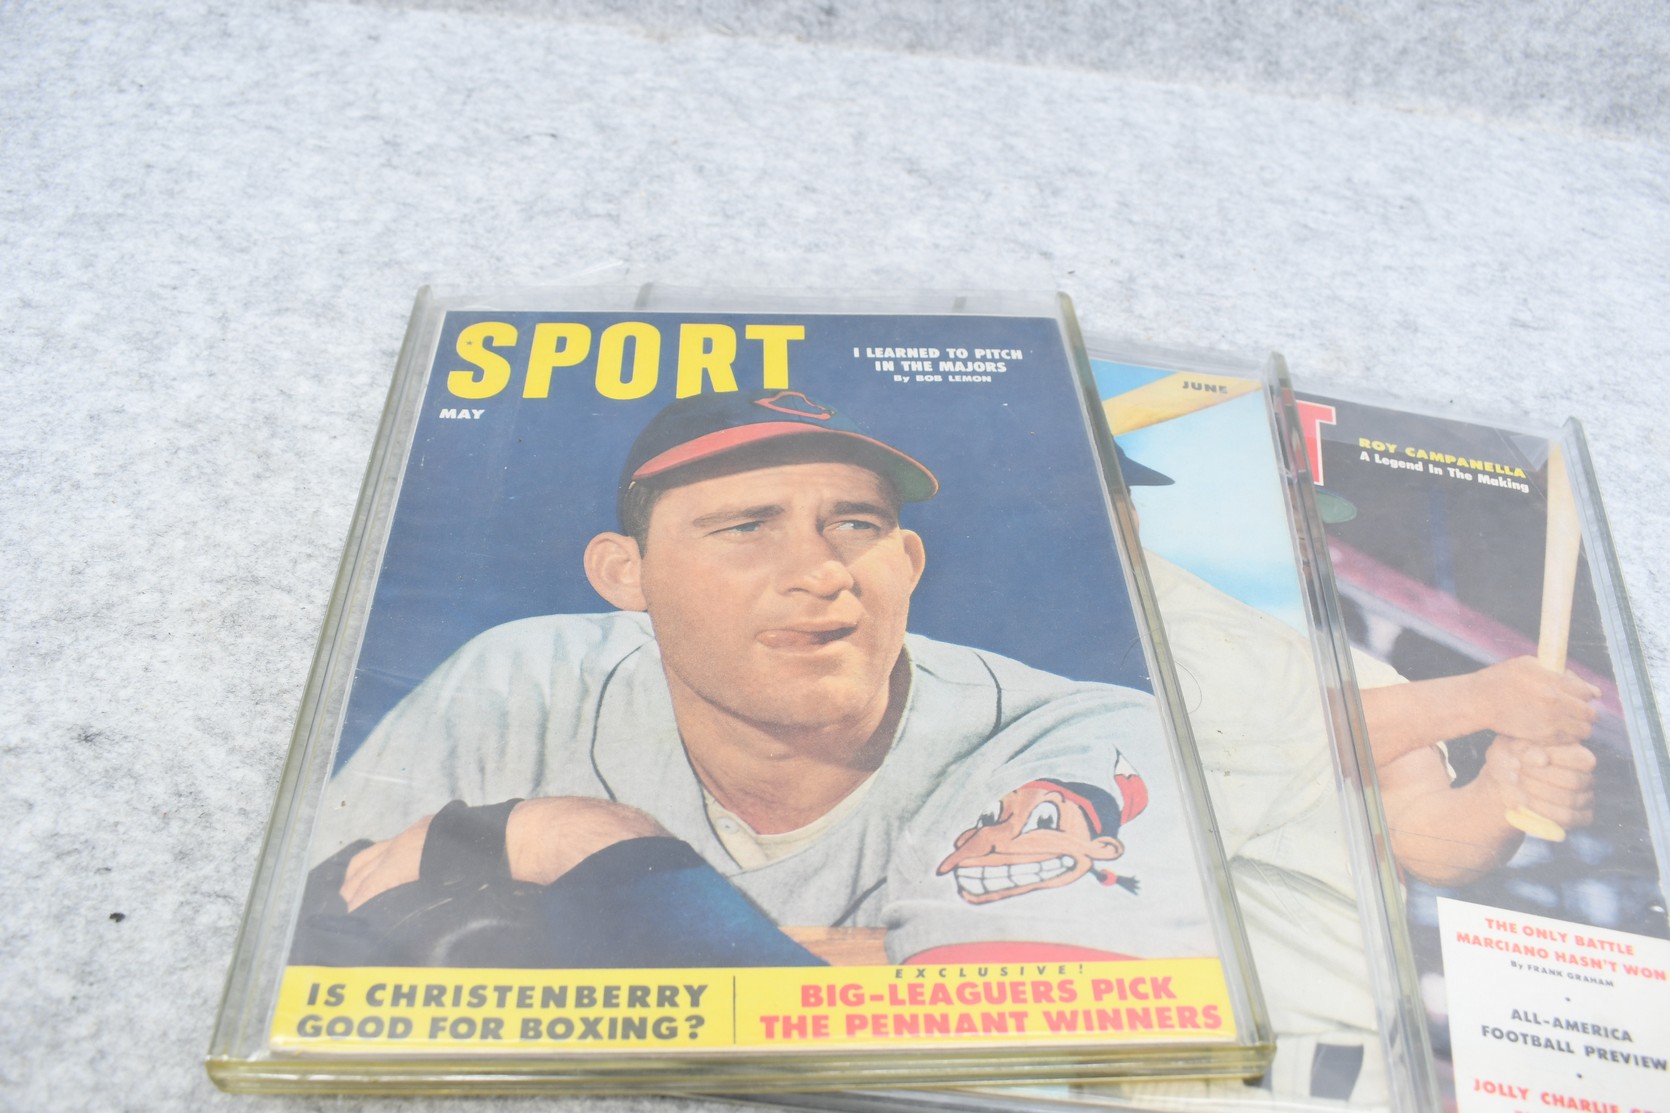 SPORT
MAY
I LEARNED TO PITCH
IN THE MAJORS
By BOB LEMON
IS CHRISTENBERRY
GOOD FOR BOXING?
EXCLUSIVE!
BIG-LEAGUERS PICK
THE PENNANT WINNERS
JUNE
T
ROY CAMPANELLA
A Legend In The Making
THE ONLY BATTLE
MARCIANO HASN'T WON
By FRANK GRAHAM
ALL-AMERICA
FOOTBALL PREVIEW
JOLLY CHARLIE